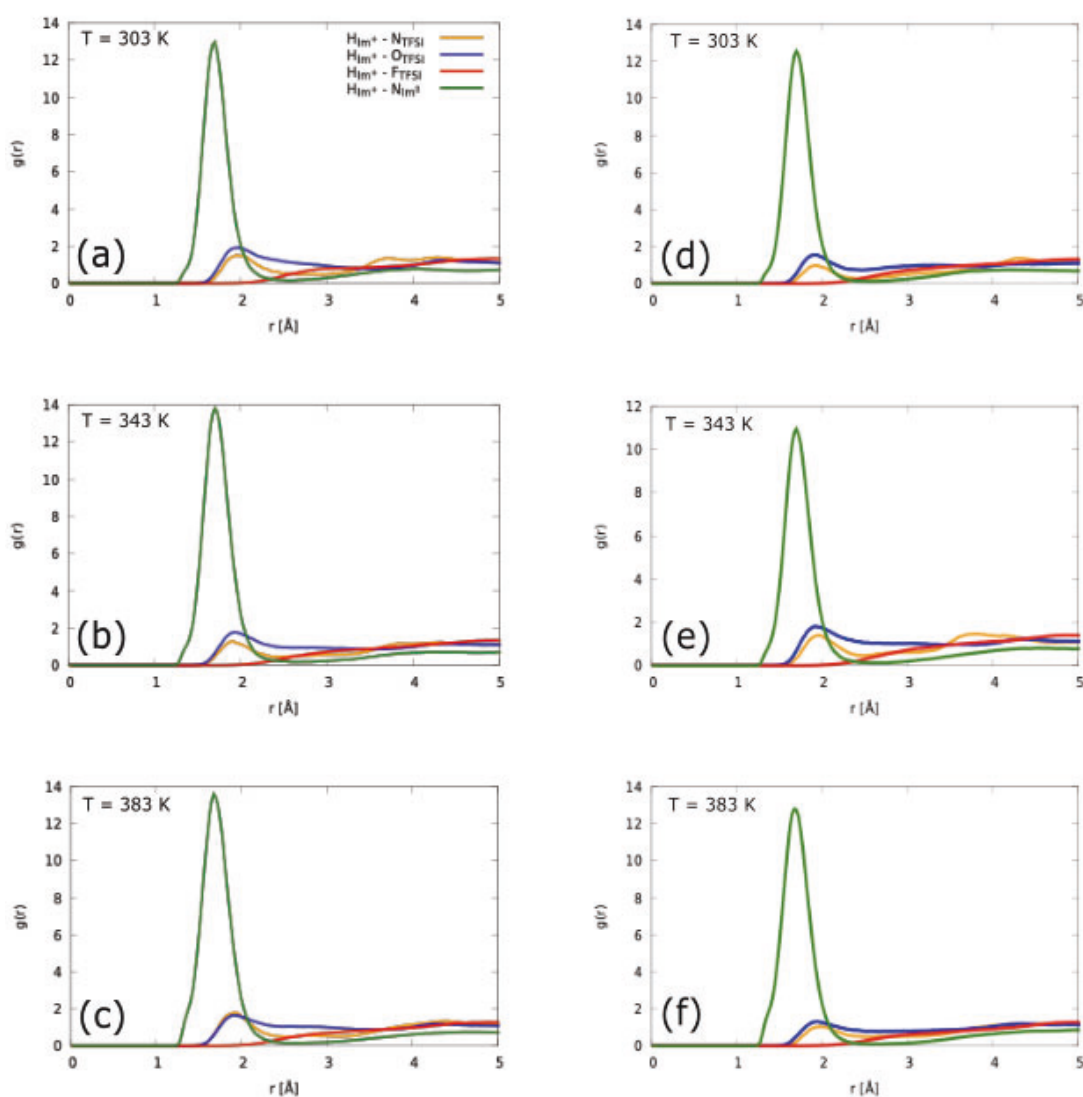 T = 303 K
H_Im+ - N_TFSI
H_Im+ - O_TFSI
H_Im+ - F_TFSI
H_Im+ - N_Im
14
12
10
8
6
4
2
0
g(r)
(a)
0 1 2 3 4 5
r [Å]
T = 303 K
14
12
10
8
6
4
2
0
g(r)
(d)
0 1 2 3 4 5
r [Å]
T = 343 K
14
12
10
8
6
4
2
0
g(r)
(b)
0 1 2 3 4 5
r [Å]
T = 343 K
12
10
8
6
4
2
0
g(r)
(e)
0 1 2 3 4 5
r [Å]
T = 383 K
14
12
10
8
6
4
2
0
g(r)
(c)
0 1 2 3 4 5
r [Å]
T = 383 K
14
12
10
8
6
4
2
0
g(r)
(f)
0 1 2 3 4 5
r [Å]